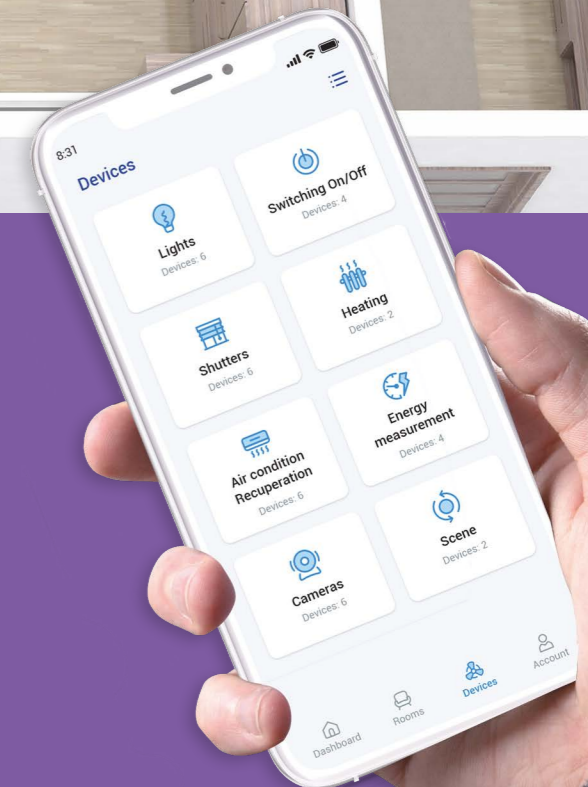 8:31
Devices
Lights
Devices: 6
Switching On/Off
Devices: 4
Shutters
Devices: 6
Heating
Devices: 2
Air condition
Recuperation
Devices: 6
Energy
measurement
Devices: 4
Cameras
Devices: 6
Scene
Devices: 2
Dashboard
Rooms
Devices
Account